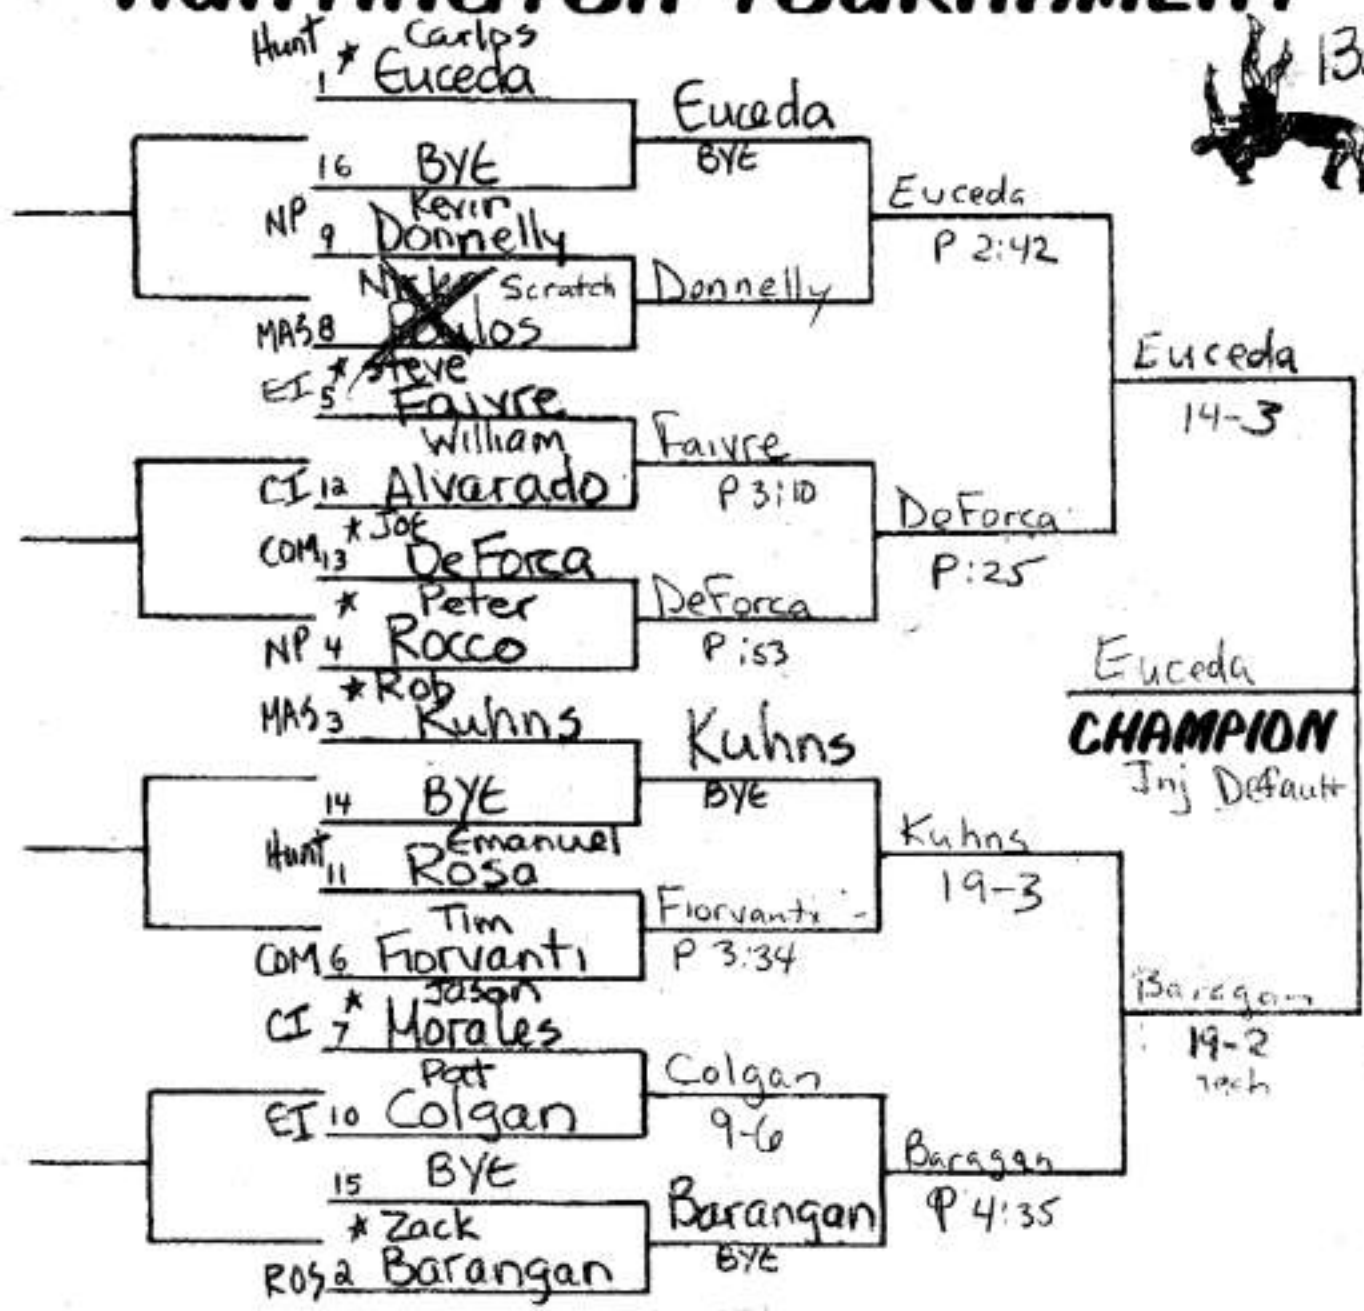 HUNTINGTON TOURNAMENT
13
Hunt * Carlos
1 Euceda
16 BYE
NP Kevin
9 Donnelly
Scratch
MAS 8 Poulos
EI * Steve
5 Faivre
William
CI 12 Alvarado
* Joe
COM 13 DeForca
* Peter
NP 4 Rocco
* Rob
MAS 3 Kuhns
14 BYE
Hunt Emanuel
11 Rosa
Tim
COM 6 Fiorvanti
* Jason
CI 7 Morales
Pat
EI 10 Colgan
15 BYE
* Zack
ROS 2 Barangan
Euceda
BYE
Donnelly
Faivre
P 3:10
DeForca
P :53
Kuhns
BYE
Fiorvanti
P 3:34
Colgan
9-6
Barangan
BYE
Euceda
P 2:42
DeForca
P :25
Kuhns
19-3
Baragan
P 4:35
Euceda
14-3
Baragan
19-2
Tech
Euceda
CHAMPION
Inj Default